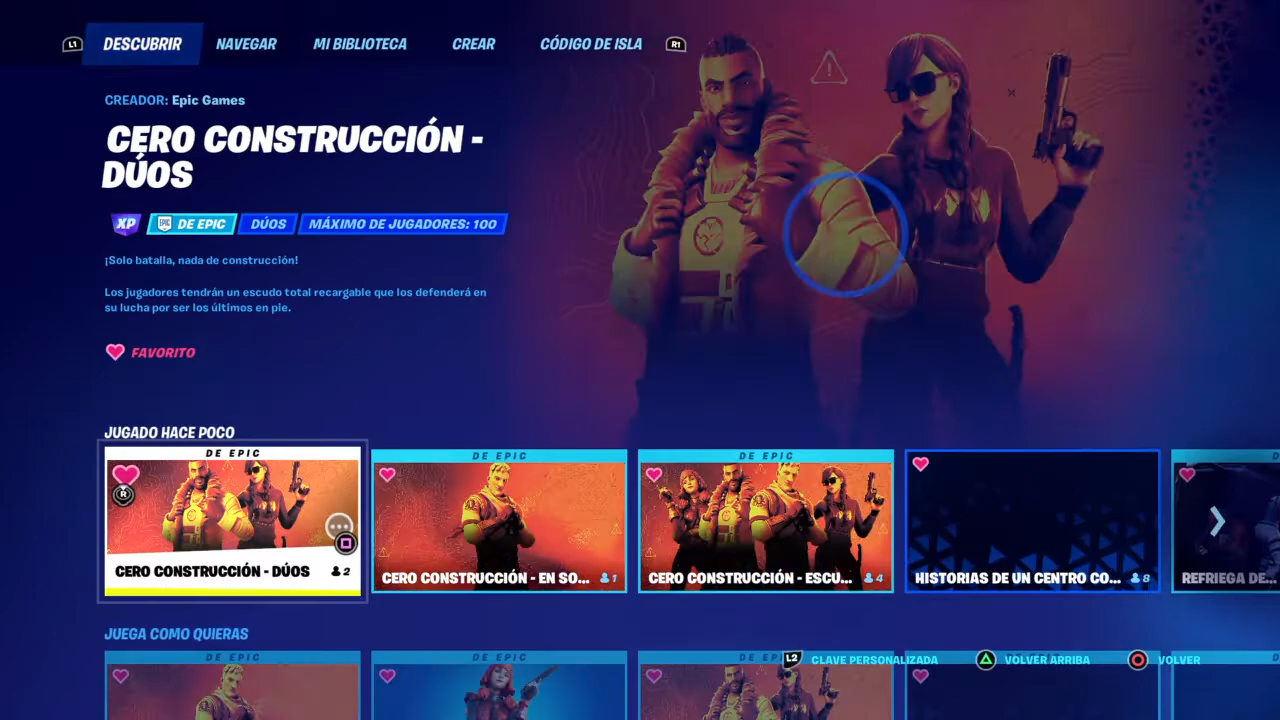 L1 DESCUBRIR NAVEGAR MI BIBLIOTECA CREAR CÓDIGO DE ISLA R1
CREADOR: Epic Games
CERO CONSTRUCCIÓN -
DÚOS
XP EPIC GAMES DE EPIC DÚOS MÁXIMO DE JUGADORES: 100
¡Solo batalla, nada de construcción!
Los jugadores tendrán un escudo total recargable que los defenderá en
su lucha por ser los últimos en pie.
FAVORITO
JUGADO HACE POCO
DE EPIC
R
CERO CONSTRUCCIÓN - DÚOS 2
DE EPIC
CERO CONSTRUCCIÓN - EN SO... 1
DE EPIC
CERO CONSTRUCCIÓN - ESCU... 4
HISTORIAS DE UN CENTRO CO... 8
REFRIEGA DE...
JUEGA COMO QUIERAS
DE EPIC
DE EPIC
DE EPIC
L2 CLAVE PERSONALIZADA VOLVER ARRIBA VOLVER